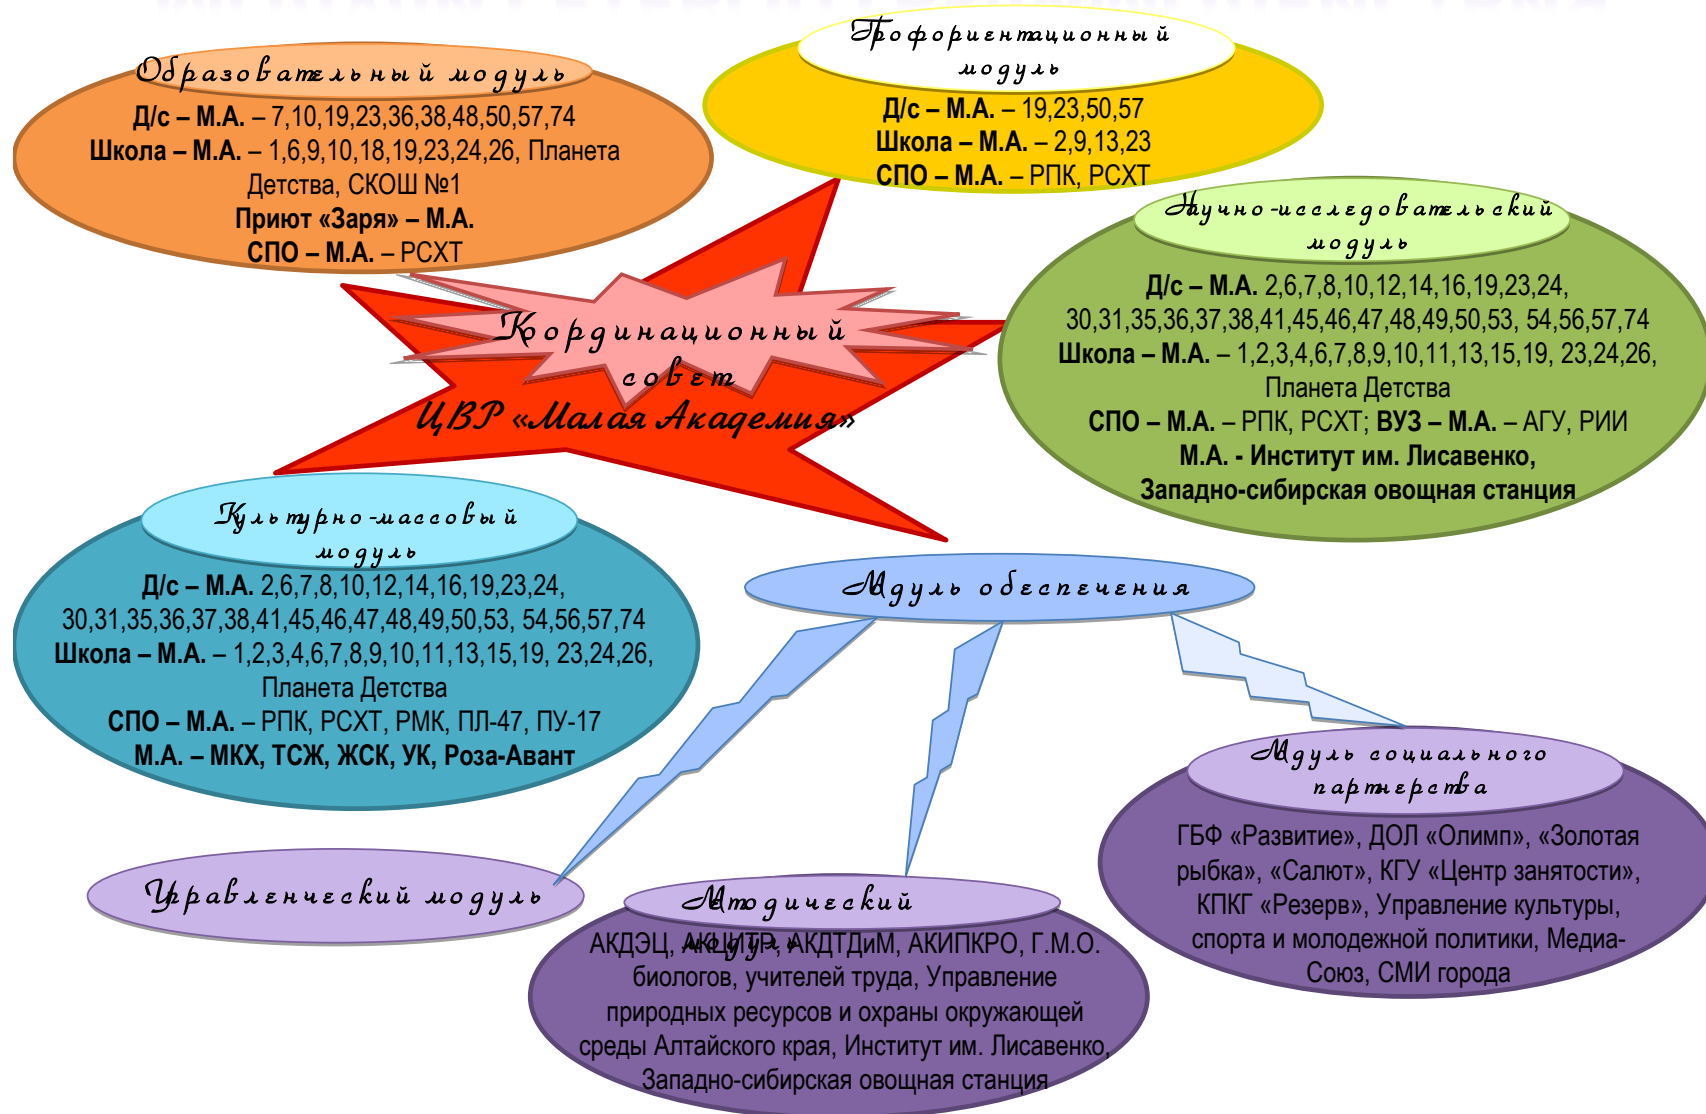 Образовательный модуль
Д/с – М.А. – 7,10,19,23,36,38,48,50,57,74
Школа – М.А. – 1,6,9,10,18,19,23,24,26, Планета
Детства, СКОШ №1
Приют «Заря» – М.А.
СПО – М.А. – РСХТ
Профориентационный
модуль
Д/с – М.А. – 19,23,50,57
Школа – М.А. – 2,9,13,23
СПО – М.А. – РПК, РСХТ
Научно-исследовательский
модуль
Д/с – М.А. 2,6,7,8,10,12,14,16,19,23,24,
30,31,35,36,37,38,41,45,46,47,48,49,50,53, 54,56,57,74
Школа – М.А. – 1,2,3,4,6,7,8,9,10,11,13,15,19, 23,24,26,
Планета Детства
СПО – М.А. – РПК, РСХТ; ВУЗ – М.А. – АГУ, РИИ
М.А. - Институт им. Лисавенко,
Западно-сибирская овощная станция
Координационный
совет
ЦВР «Малая Академия»
Культурно-массовый
модуль
Д/с – М.А. 2,6,7,8,10,12,14,16,19,23,24,
30,31,35,36,37,38,41,45,46,47,48,49,50,53, 54,56,57,74
Школа – М.А. – 1,2,3,4,6,7,8,9,10,11,13,15,19, 23,24,26,
Планета Детства
СПО – М.А. – РПК, РСХТ, РМК, ПЛ-47, ПУ-17
М.А. – МКХ, ТСЖ, ЖСК, УК, Роза-Авант
Модуль обеспечения
Управленческий модуль
Методический
модуль
АКДЭЦ, АКЦИТР, АКДТДиМ, АКИПКРО, Г.М.О.
биологов, учителей труда, Управление
природных ресурсов и охраны окружающей
среды Алтайского края, Институт им. Лисавенко,
Западно-сибирская овощная станция
Модуль социального
партнерства
ГБФ «Развитие», ДОЛ «Олимп», «Золотая
рыбка», «Салют», КГУ «Центр занятости»,
КПКГ «Резерв», Управление культуры,
спорта и молодежной политики, Медиа-
Союз, СМИ города